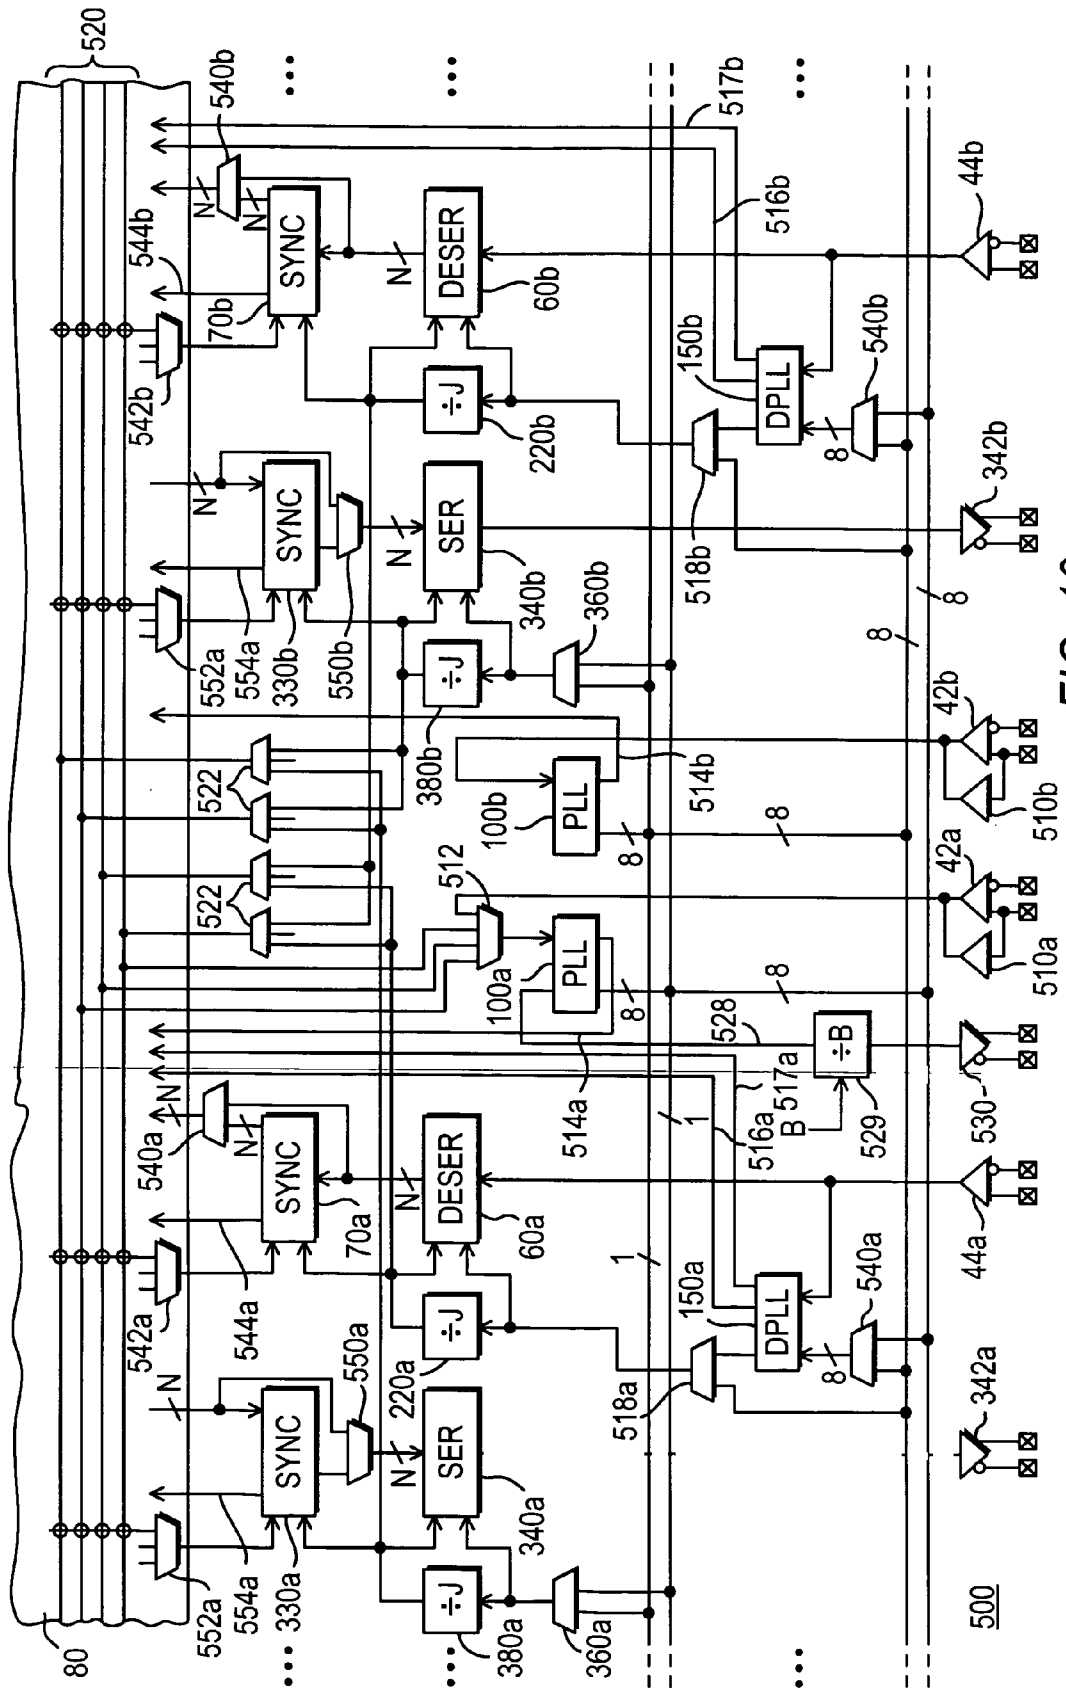 80
520
552a
554a
330a
SYNC
N
542a
544a
540a
N
N
SYNC
70a
522
522
552a
554a
330b
SYNC
N
542b
544b
70b
SYNC
N
N
540b
550a
550b
380a
÷J
340a
SER
N
220a
÷J
60a
DESER
N
512
380b
÷J
340b
SER
N
220b
÷J
60b
DESER
N
360a
514a
100a
PLL
8
100b
PLL
8
514b
360b
1
1
518a
150a
DPLL
8
540a
516a
517a
528
B
÷B
529
8
8
518b
150b
DPLL
8
540b
516b
517b
8
8
500
342a
44a
530
510a
42a
510b
42b
342b
44b